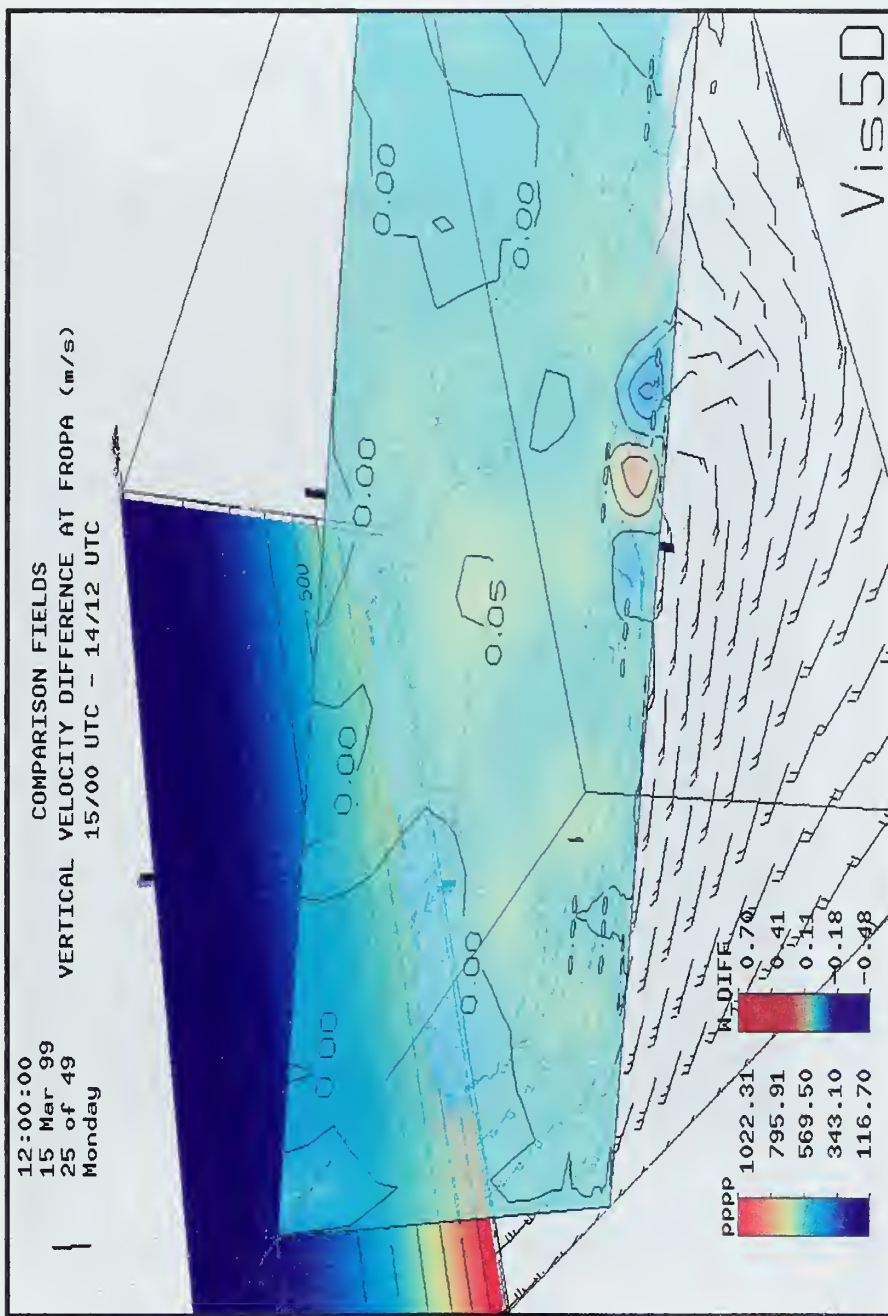 12:00:00
15 Mar 99
25 of 49
Monday
COMPARISON FIELDS
VERTICAL VELOCITY DIFFERENCE AT FROPA (m/s)
15/00 UTC - 14/12 UTC
500
0.00
0.00
0.00
0.00
0.00
0.00
0.05
PPPP
1022.31
795.91
569.50
343.10
116.70
W_DIFF
0.70
0.41
0.11
-0.18
-0.48
Vis5D